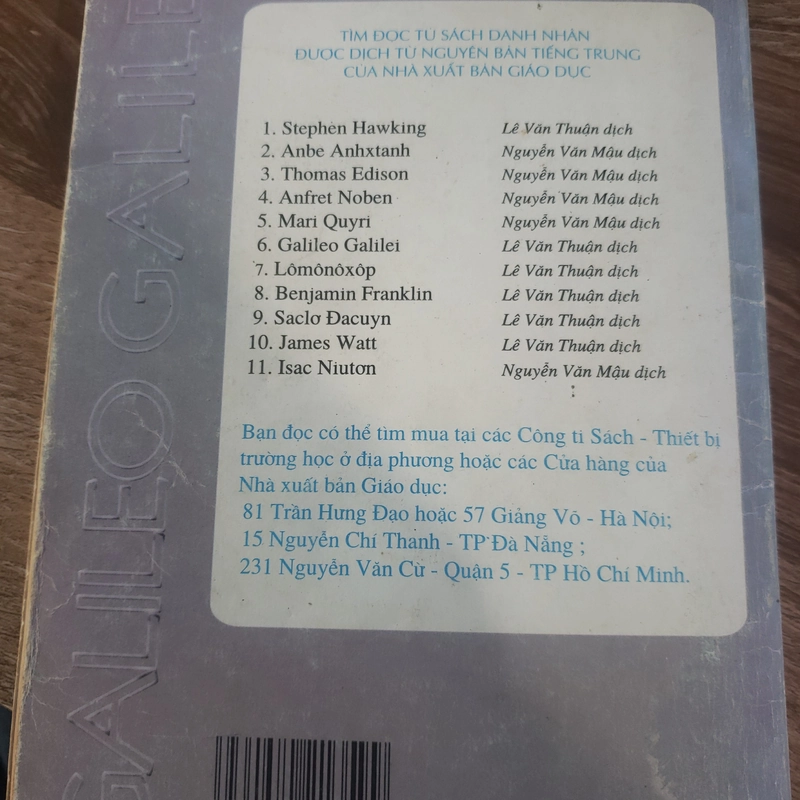 TÌM ĐỌC TỦ SÁCH DANH NHÂN
ĐƯỢC DỊCH TỪ NGUYÊN BẢN TIẾNG TRUNG
CỦA NHÀ XUẤT BẢN GIÁO DỤC
1. Stephen Hawking Lê Văn Thuận dịch
2. Anbe Anhxtanh Nguyễn Văn Mậu dịch
3. Thomas Edison Nguyễn Văn Mậu dịch
4. Anfret Noben Nguyễn Văn Mậu dịch
5. Mari Quyri Nguyễn Văn Mậu dịch
6. Galileo Galilei Lê Văn Thuận dịch
7. Lômônôxôp Lê Văn Thuận dịch
8. Benjamin Franklin Lê Văn Thuận dịch
9. Saclơ Đacuyn Lê Văn Thuận dịch
10. James Watt Lê Văn Thuận dịch
11. Isac Niutơn Nguyễn Văn Mậu dịch
Bạn đọc có thể tìm mua tại các Công ti Sách - Thiết bị
trường học ở địa phương hoặc các Cửa hàng của
Nhà xuất bản Giáo dục:
81 Trần Hưng Đạo hoặc 57 Giảng Võ - Hà Nội;
15 Nguyễn Chí Thanh - TP Đà Nẵng ;
231 Nguyễn Văn Cừ - Quận 5 - TP Hồ Chí Minh.
GALILEO GALILE